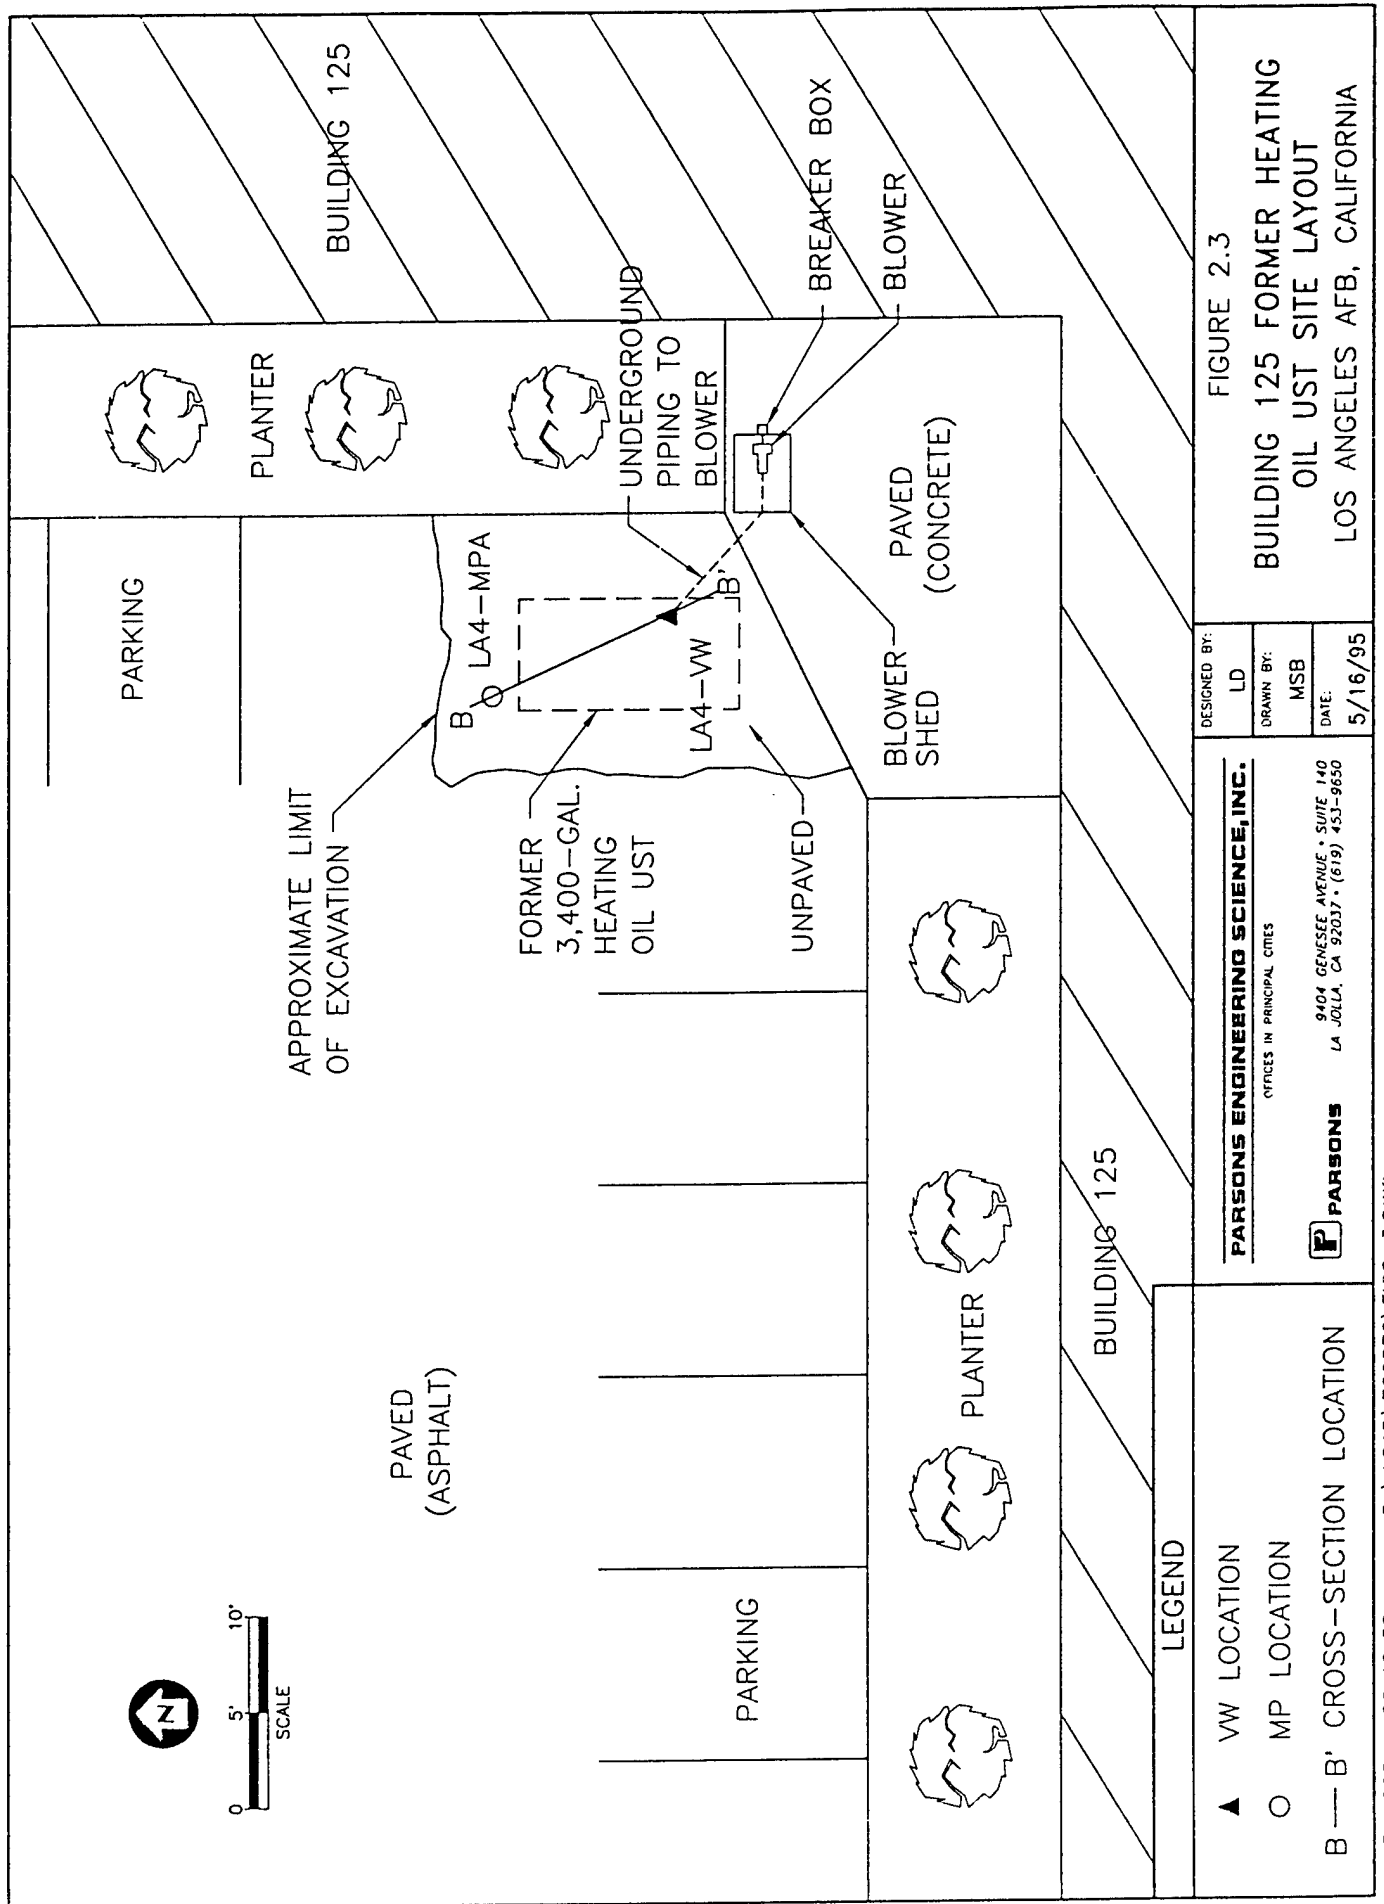 BUILDING 125
PLANTER
PARKING
APPROXIMATE LIMIT
OF EXCAVATION
B
LA4-MPA
UNDERGROUND
PIPING TO
BLOWER
BREAKER BOX
BLOWER
FORMER
3,400-GAL.
HEATING
OIL UST
LA4-VW
B'
UNPAVED
BLOWER
SHED
PAVED
(CONCRETE)
N
0 5' 10'
SCALE
PAVED
(ASPHALT)
PARKING
PLANTER
BUILDING 125
LEGEND
VW LOCATION
MP LOCATION
B — B' CROSS-SECTION LOCATION
PARSONS ENGINEERING SCIENCE, INC.
OFFICES IN PRINCIPAL CITIES
P PARSONS
9404 GENESEE AVENUE • SUITE 140
LA JOLLA, CA 92037 • (619) 453-9650
DESIGNED BY:
LD
DRAWN BY:
MSB
DATE:
5/16/95
FIGURE 2.3
BUILDING 125 FORMER HEATING
OIL UST SITE LAYOUT
LOS ANGELES AFB, CALIFORNIA